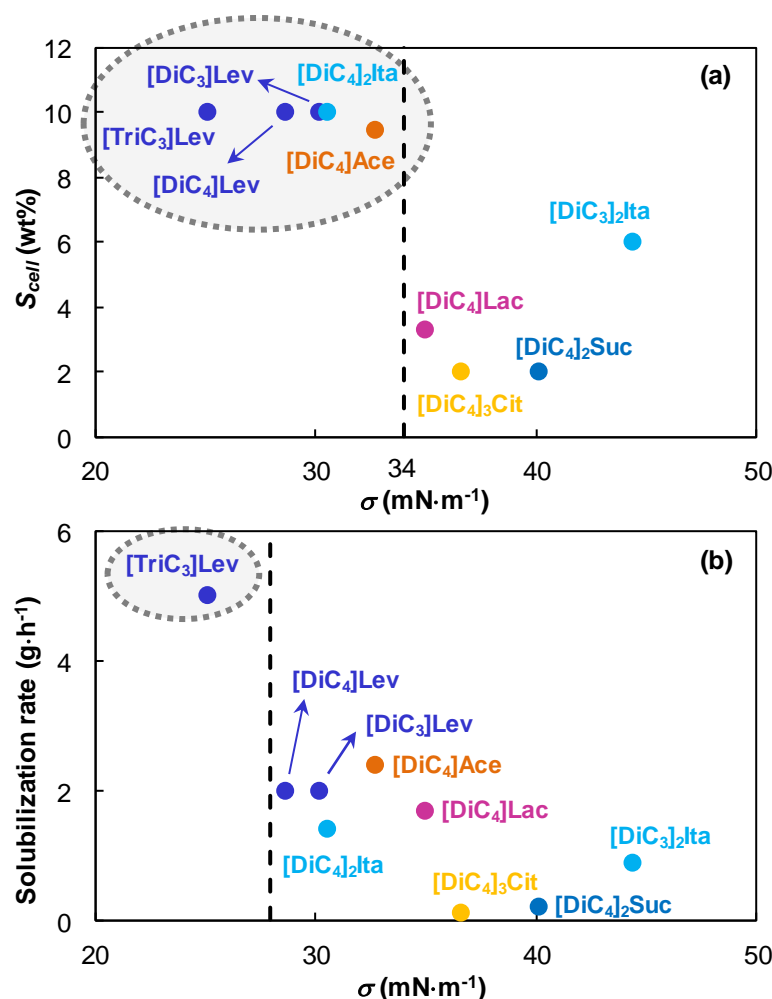 (a)
12
10
8
6
4
2
0
S_cell (wt%)
[DiC₃]Lev
[DiC₄]₂Ita
[TriC₃]Lev
[DiC₄]Ace
[DiC₄]Lev
[DiC₃]₂Ita
[DiC₄]Lac
[DiC₄]₂Suc
[DiC₄]₃Cit
20
30
34
40
50
σ (mN·m⁻¹)
(b)
6
4
2
0
Solubilization rate (g·h⁻¹)
[TriC₃]Lev
[DiC₄]Lev
[DiC₃]Lev
[DiC₄]Ace
[DiC₄]Lac
[DiC₄]₂Ita
[DiC₃]₂Ita
[DiC₄]₃Cit
[DiC₄]₂Suc
20
30
40
50
σ (mN·m⁻¹)